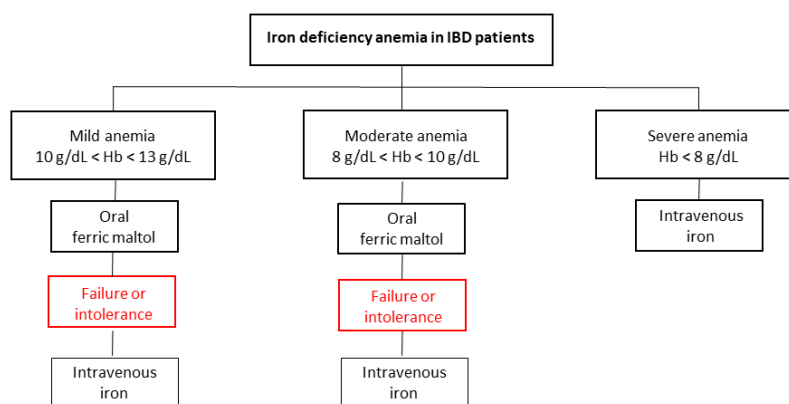 Iron deficiency anemia in IBD patients
Mild anemia
10 g/dL < Hb < 13 g/dL
Oral
ferric maltol
Failure or
intolerance
Intravenous
iron
Moderate anemia
8 g/dL < Hb < 10 g/dL
Oral
ferric maltol
Failure or
intolerance
Intravenous
iron
Severe anemia
Hb < 8 g/dL
Intravenous
iron